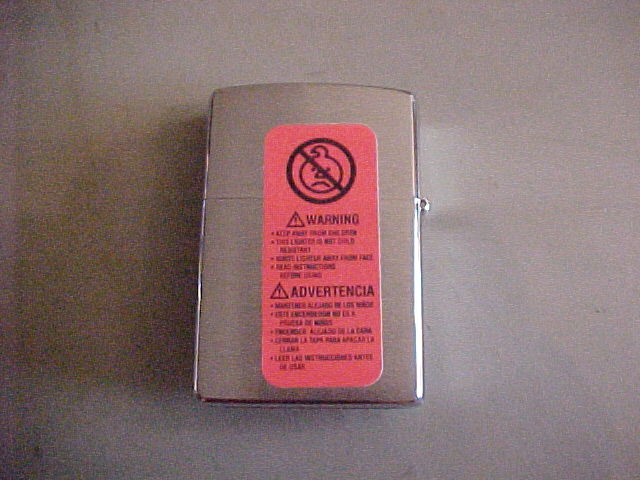 WARNING
• KEEP AWAY FROM CHILDREN
• THIS LIGHTER IS NOT CHILD
RESISTANT
• IGNITE LIGHTER AWAY FROM FACE
• READ INSTRUCTIONS
BEFORE USING
ADVERTENCIA
• MANTENER ALEJADO DE LOS NIÑOS
• ESTE ENCENDEDOR NO ES A
PRUEBA DE NIÑOS
• ENCENDER ALEJADO DE LA CARA
• CERRAR LA TAPA PARA APAGAR LA
LLAMA
• LEER LAS INSTRUCCIONES ANTES
DE USAR